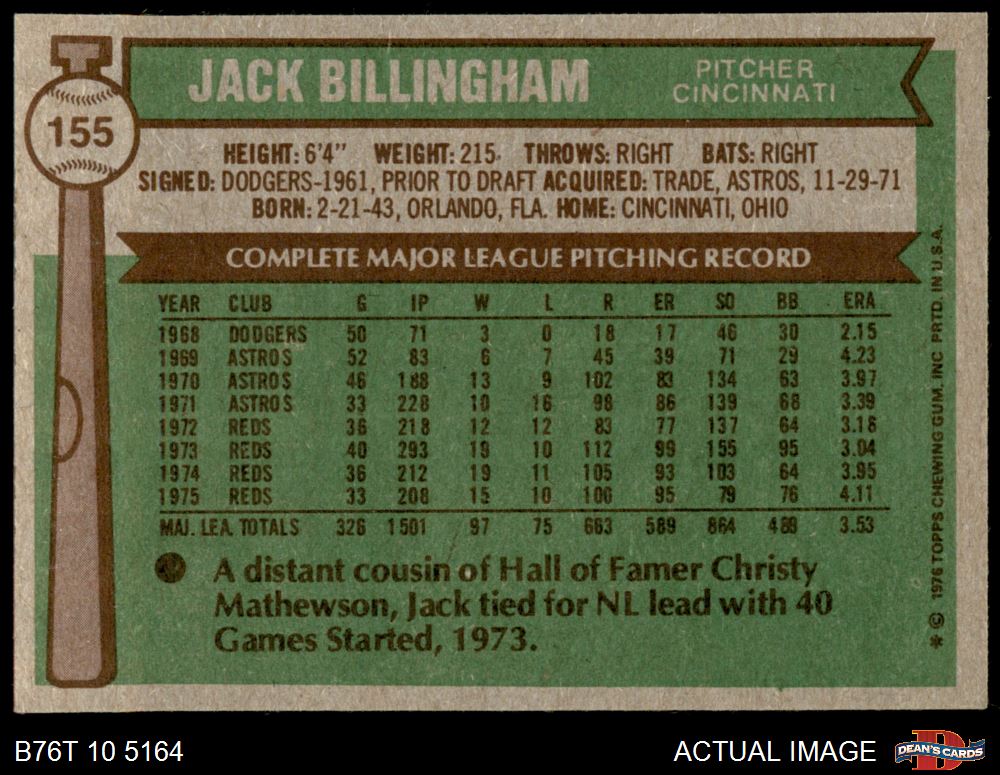 JACK BILLINGHAM
PITCHER
CINCINNATI
155
HEIGHT: 6'4" WEIGHT: 215 THROWS: RIGHT BATS: RIGHT
SIGNED: DODGERS-1961, PRIOR TO DRAFT ACQUIRED: TRADE, ASTROS, 11-29-71
BORN: 2-21-43, ORLANDO, FLA. HOME: CINCINNATI, OHIO
COMPLETE MAJOR LEAGUE PITCHING RECORD
YEAR CLUB G IP W L R ER SO BB ERA
1968 DODGERS 50 71 3 0 18 17 46 30 2.15
1969 ASTROS 52 83 6 7 45 39 71 29 4.23
1970 ASTROS 46 188 13 9 102 83 134 63 3.97
1971 ASTROS 33 228 10 16 98 86 139 68 3.39
1972 REDS 36 218 12 12 83 77 137 64 3.18
1973 REDS 40 293 19 10 112 99 155 95 3.04
1974 REDS 36 212 19 11 105 93 103 64 3.95
1975 REDS 33 208 15 10 100 95 79 76 4.11
MAJ. LEA. TOTALS 326 1501 97 75 663 589 864 489 3.53
A distant cousin of Hall of Famer Christy
Mathewson, Jack tied for NL lead with 40
Games Started, 1973.
* © 1976 TOPPS CHEWING GUM, INC PRTD. IN U.S.A.
B76T 10 5164
ACTUAL IMAGE
DEAN'S CARDS